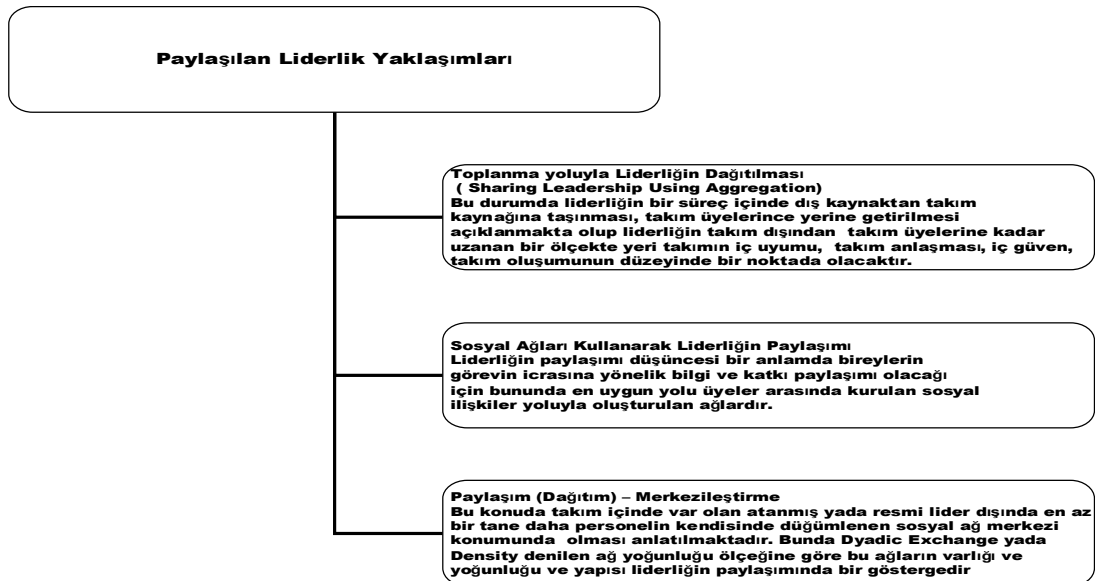 Paylaşılan Liderlik Yaklaşımları
Toplanma yoluyla Liderliğin Dağıtılması
( Sharing Leadership Using Aggregation)
Bu durumda liderliğin bir süreç içinde dış kaynaktan takım
kaynağına taşınması, takım üyelerince yerine getirilmesi
açıklanmakta olup liderliğin takım dışından takım üyelerine kadar
uzanan bir ölçekte yeri takımın iç uyumu, takım anlaşması, iç güven,
takım oluşumunun düzeyinde bir noktada olacaktır.
Sosyal Ağları Kullanarak Liderliğin Paylaşımı
Liderliğin paylaşımı düşüncesi bir anlamda bireylerin
görevin icrasına yönelik bilgi ve katkı paylaşımı olacağı
için bununda en uygun yolu üyeler arasında kurulan sosyal
ilişkiler yoluyla oluşturulan ağlardır.
Paylaşım (Dağıtım) – Merkezileştirme
Bu konuda takım içinde var olan atanmış yada resmi lider dışında en az
bir tane daha personelin kendisinde düğümlenen sosyal ağ merkezi
konumunda olması anlatılmaktadır. Bunda Dyadic Exchange yada
Density denilen ağ yoğunluğu ölçeğine göre bu ağların varlığı ve
yoğunluğu ve yapısı liderliğin paylaşımında bir göstergedir